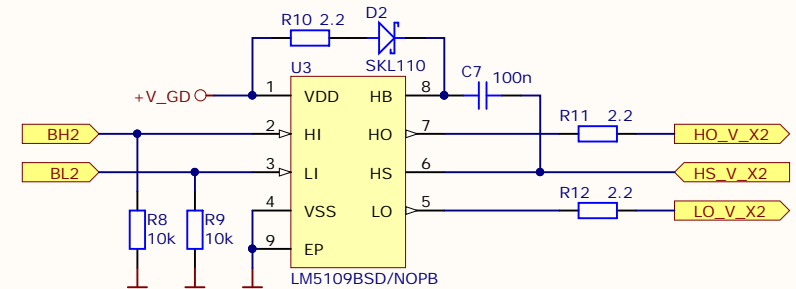 D2
R10 2.2
SKL110
U3
C7 100n
+V_GD
1 VDD HB 8
R11 2.2
BH2
2 HI HO 7
HO_V_X2
BL2
3 LI HS 6
HS_V_X2
R12 2.2
4 VSS LO 5
LO_V_X2
R8 R9
10k 10k
9 EP
LM5109BSD/NOPB